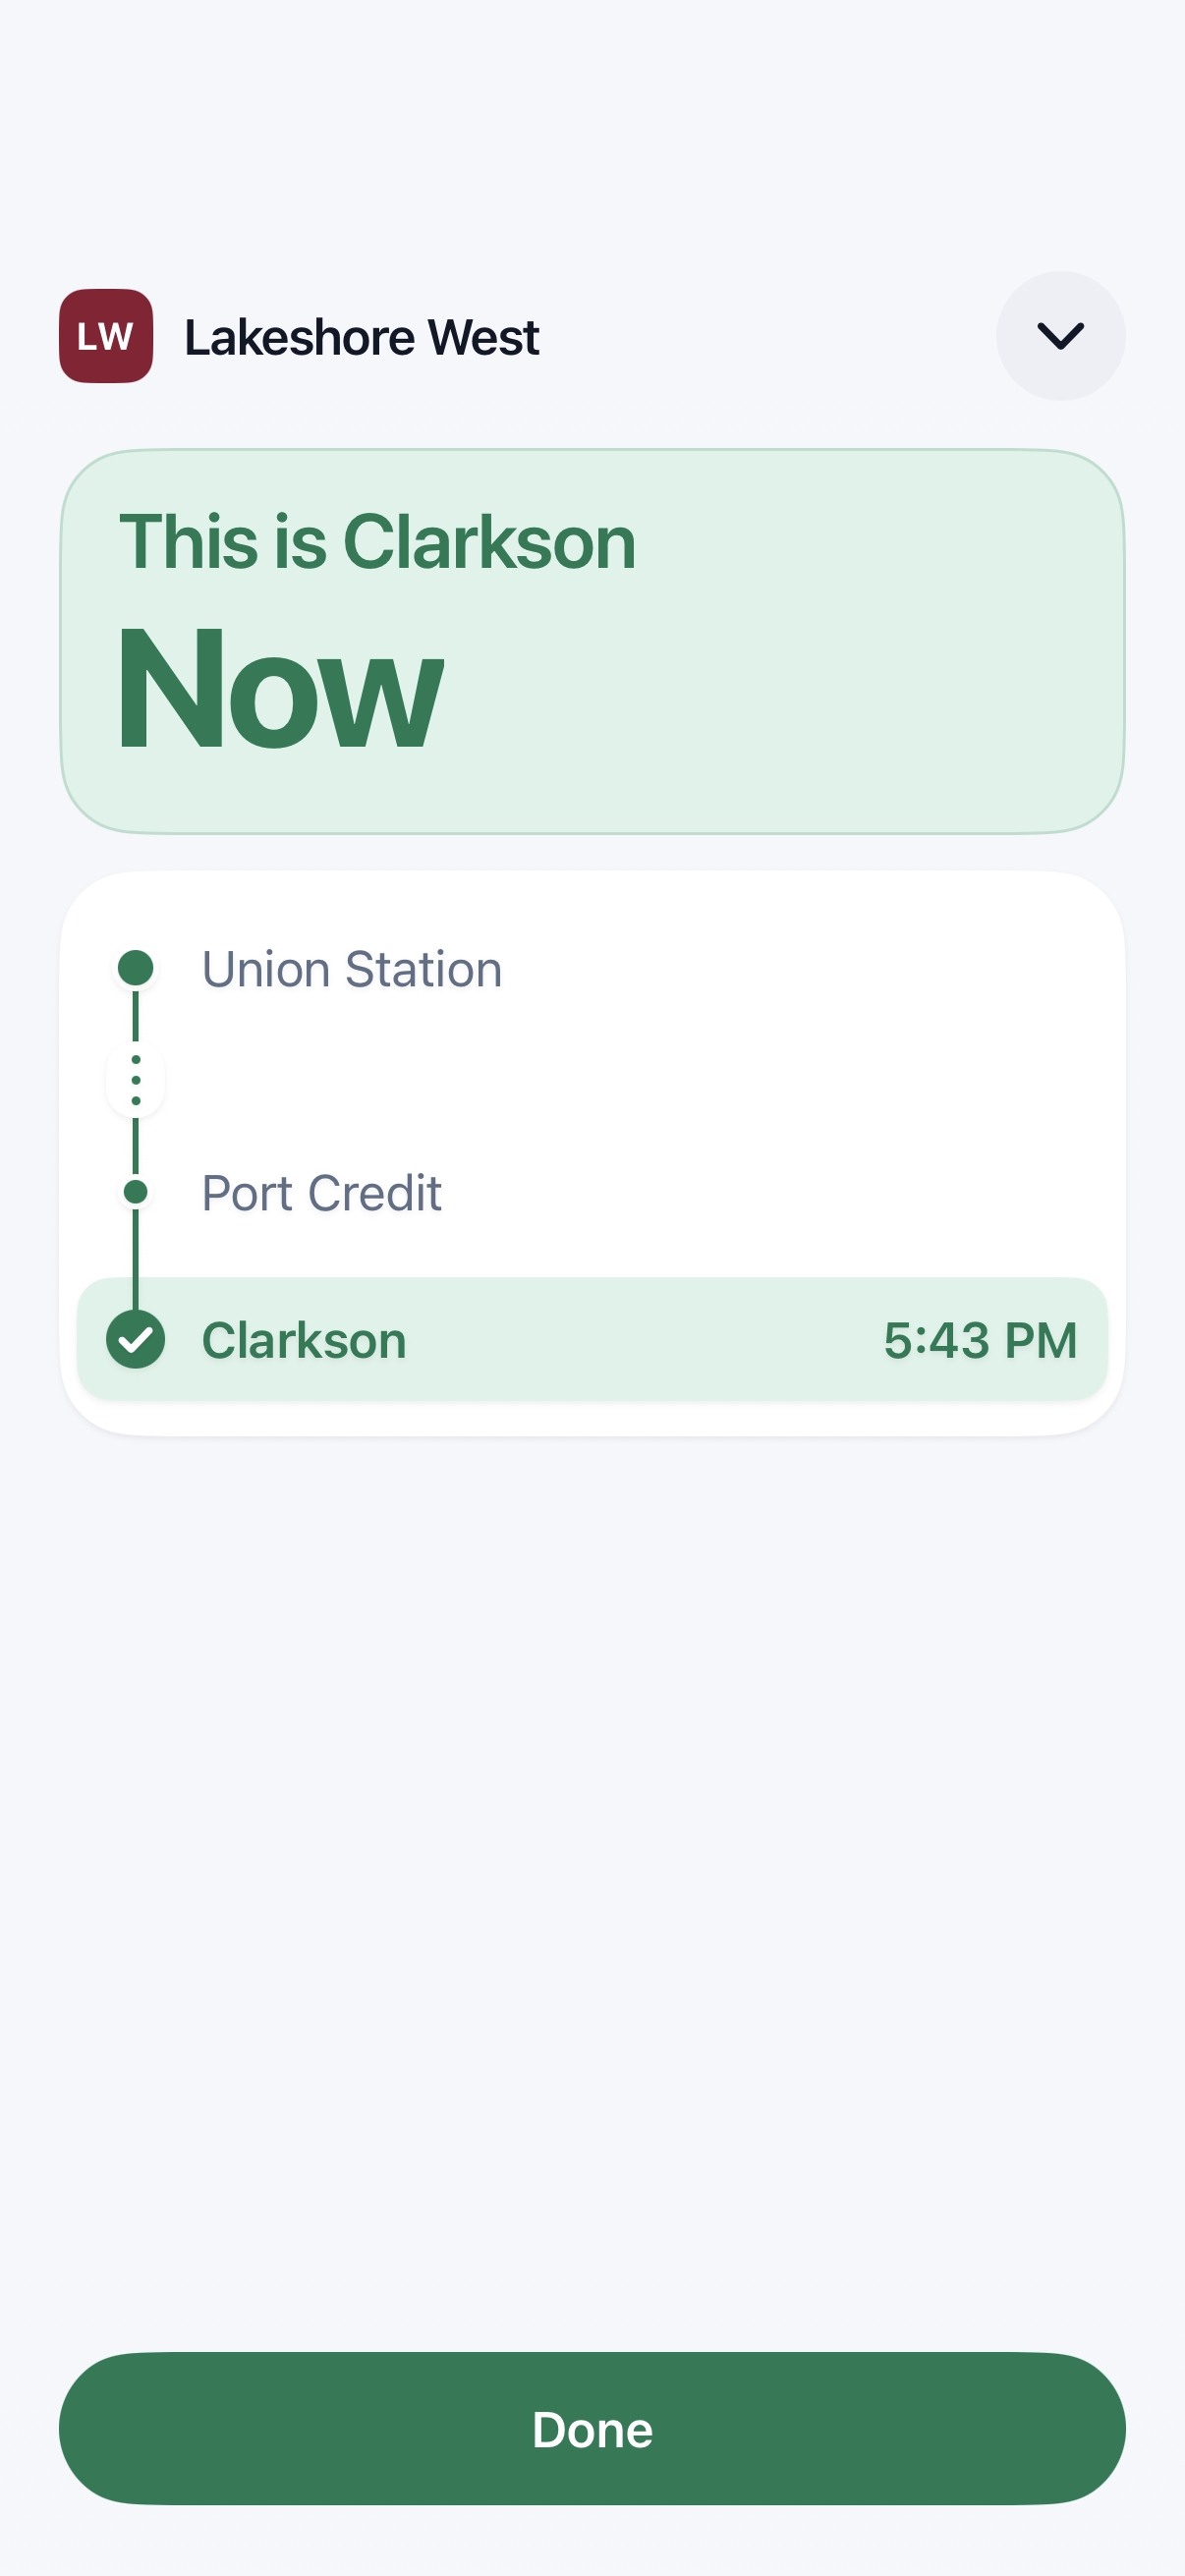 LW Lakeshore West
This is Clarkson
Now
Union Station
Port Credit
Clarkson 5:43 PM
Done